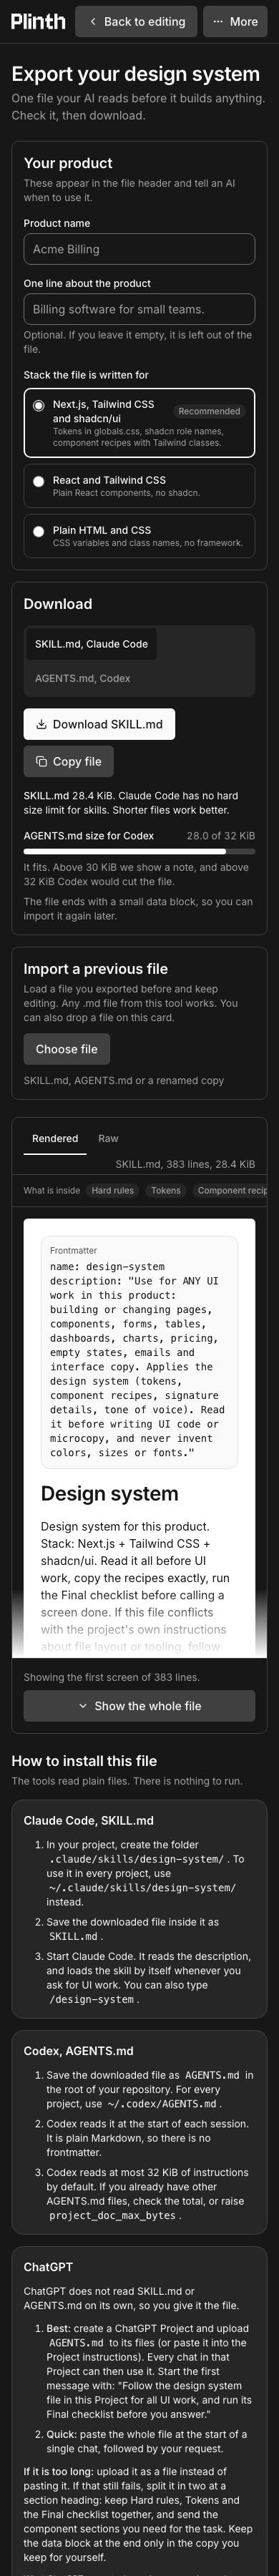 Plinth
Back to editing
More
Export your design system
One file your AI reads before it builds anything.
Check it, then download.
Your product
These appear in the file header and tell an AI
when to use it.
Product name
Acme Billing
One line about the product
Billing software for small teams.
Optional. If you leave it empty, it is left out of the
file.
Stack the file is written for
Next.js, Tailwind CSS
and shadcn/ui
Recommended
Tokens in globals.css, shadcn role names,
component recipes with Tailwind classes.
React and Tailwind CSS
Plain React components, no shadcn.
Plain HTML and CSS
CSS variables and class names, no framework.
Download
SKILL.md, Claude Code
AGENTS.md, Codex
Download SKILL.md
Copy file
SKILL.md 28.4 KiB. Claude Code has no hard
size limit for skills. Shorter files work better.
AGENTS.md size for Codex
28.0 of 32 KiB
It fits. Above 30 KiB we show a note, and above
32 KiB Codex would cut the file.
The file ends with a small data block, so you can
import it again later.
Import a previous file
Load a file you exported before and keep
editing. Any .md file from this tool works. You
can also drop a file on this card.
Choose file
SKILL.md, AGENTS.md or a renamed copy
Rendered
Raw
SKILL.md, 383 lines, 28.4 KiB
What is inside
Hard rules
Tokens
Component recip
Frontmatter
name: design-system
description: "Use for ANY UI
work in this product:
building or changing pages,
components, forms, tables,
dashboards, charts, pricing,
empty states, emails and
interface copy. Applies the
design system (tokens,
component recipes, signature
details, tone of voice). Read
it before writing UI code or
microcopy, and never invent
colors, sizes or fonts."
Design system
Design system for this product.
Stack: Next.js + Tailwind CSS +
shadcn/ui. Read it all before UI
work, copy the recipes exactly, run
the Final checklist before calling a
screen done. If this file conflicts
with the project's own instructions
about file layout or tooling, follow
Showing the first screen of 383 lines.
Show the whole file
How to install this file
The tools read plain files. There is nothing to run.
Claude Code, SKILL.md
1. In your project, create the folder
.claude/skills/design-system/ . To
use it in every project, use
~/.claude/skills/design-system/
instead.
2. Save the downloaded file inside it as
SKILL.md .
3. Start Claude Code. It reads the description,
and loads the skill by itself whenever you
ask for UI work. You can also type
/design-system .
Codex, AGENTS.md
1. Save the downloaded file as AGENTS.md in
the root of your repository. For every
project, use ~/.codex/AGENTS.md .
2. Codex reads it at the start of each session.
It is plain Markdown, so there is no
frontmatter.
3. Codex reads at most 32 KiB of instructions
by default. If you already have other
AGENTS.md files, check the total, or raise
project_doc_max_bytes .
ChatGPT
ChatGPT does not read SKILL.md or
AGENTS.md on its own, so you give it the file.
1. Best: create a ChatGPT Project and upload
AGENTS.md to its files (or paste it into the
Project instructions). Every chat in that
Project can then use it. Start the first
message with: "Follow the design system
file in this Project for all UI work, and run its
Final checklist before you answer."
2. Quick: paste the whole file at the start of a
single chat, followed by your request.
If it is too long: upload it as a file instead of
pasting it. If that still fails, split it in two at a
section heading: keep Hard rules, Tokens and
the Final checklist together, and send the
component sections you need for the task. Keep
the data block at the end only in the copy you
keep for yourself.